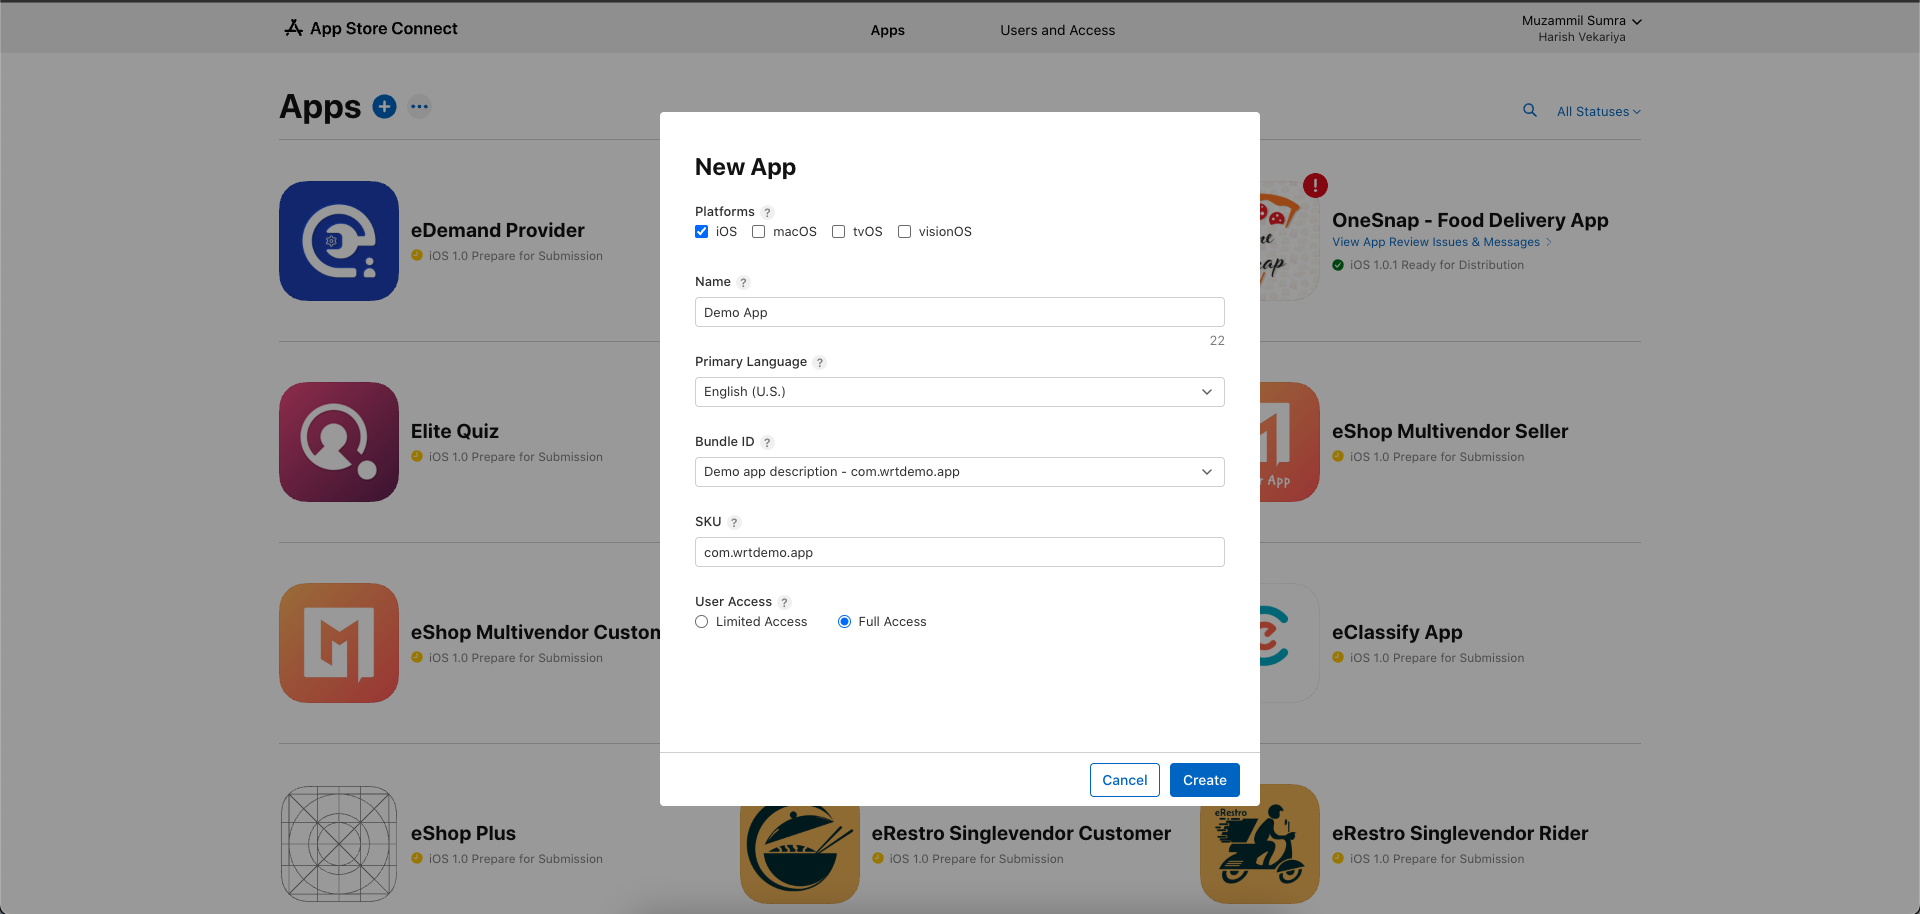 App Store Connect
Apps
Users and Access
Muzammil Sumra
Harish Vekariya
Apps
All Statuses
eDemand Provider
iOS 1.0 Prepare for Submission
OneSnap - Food Delivery App
View App Review Issues & Messages
iOS 1.0.1 Ready for Distribution
Elite Quiz
iOS 1.0 Prepare for Submission
eShop Multivendor Seller
iOS 1.0 Prepare for Submission
App
eShop Multivendor Custom
iOS 1.0 Prepare for Submission
eClassify App
iOS 1.0 Prepare for Submission
eShop Plus
iOS 1.0 Prepare for Submission
eRestro Singlevendor Customer
iOS 1.0 Prepare for Submission
eRestro
eRestro Singlevendor Rider
iOS 1.0 Prepare for Submission
New App
Platforms ?
iOS macOS tvOS visionOS
Name ?
Demo App
22
Primary Language ?
English (U.S.)
Bundle ID ?
Demo app description - com.wrtdemo.app
SKU ?
com.wrtdemo.app
User Access ?
Limited Access Full Access
Cancel Create